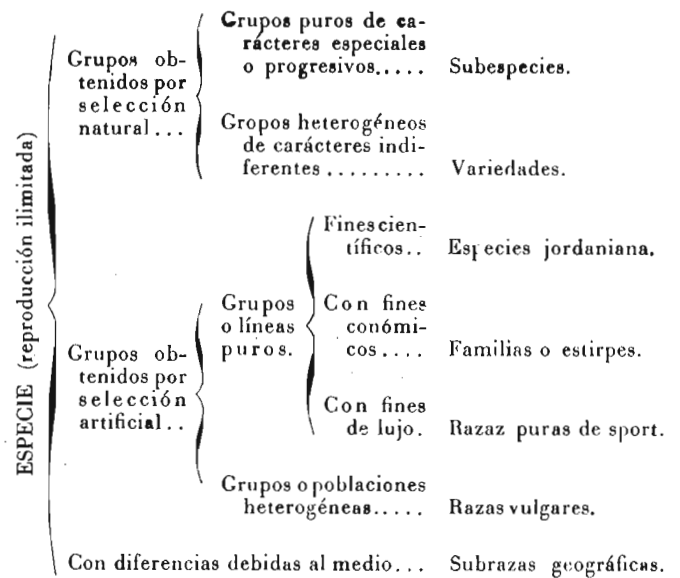 ESPECIE (reproducción ilimitada)
Grupos ob-
tenidos por
selección
natural...
Grupos puros de ca-
rácteres especiales
o progresivos.....
Subespecies.
Gropos heterogéneos
de carácteres indi-
ferentes .........
Variedades.
Grupos ob-
tenidos por
selección
artificial..
Grupos
o líneas
puros.
Fines cien-
tíficos..
Especies jordaniana.
Con fines
conómi-
cos....
Familias o estirpes.
Con fines
de lujo.
Razaz puras de sport.
Grupos o poblaciones
heterogéneas.....
Razas vulgares.
Con diferencias debidas al medio...
Subrazas geográficas.